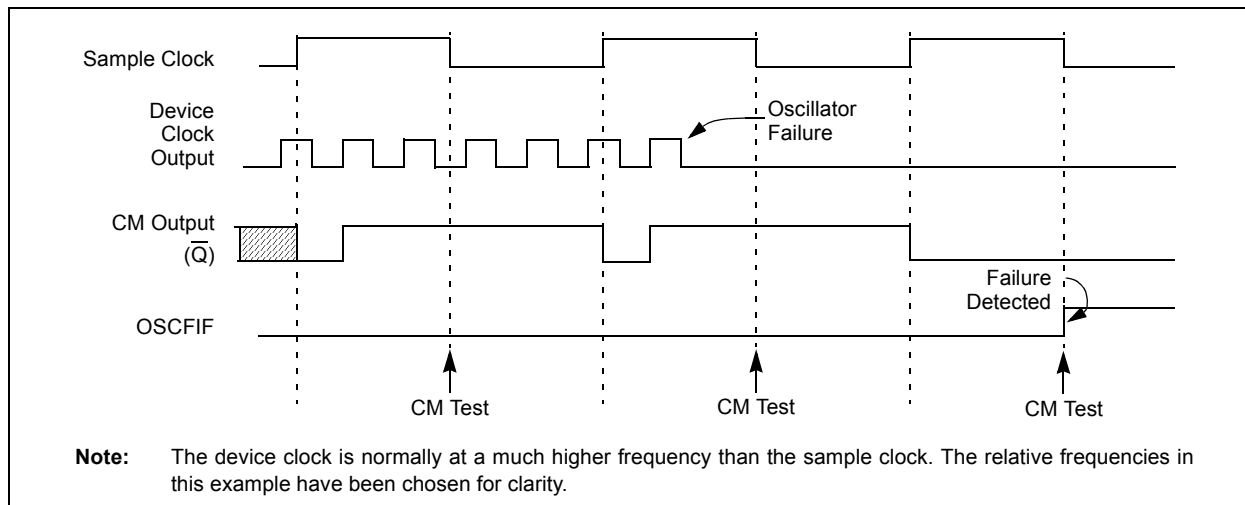 Sample Clock
Device
Clock
Output
Oscillator
Failure
CM Output
(Q̅)
Failure
Detected
OSCFIF
CM Test
CM Test
CM Test
Note: The device clock is normally at a much higher frequency than the sample clock. The relative frequencies in
this example have been chosen for clarity.